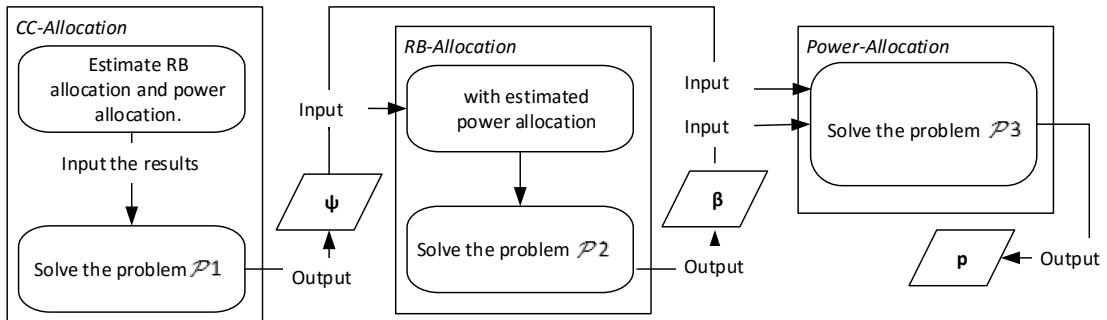 CC-Allocation
Estimate RB
allocation and power
allocation.
Input the results
Solve the problem 𝒫1
Output
ψ
Input
RB-Allocation
with estimated
power allocation
Solve the problem 𝒫2
Output
β
Input
Input
Power-Allocation
Solve the problem 𝒫3
Output
p